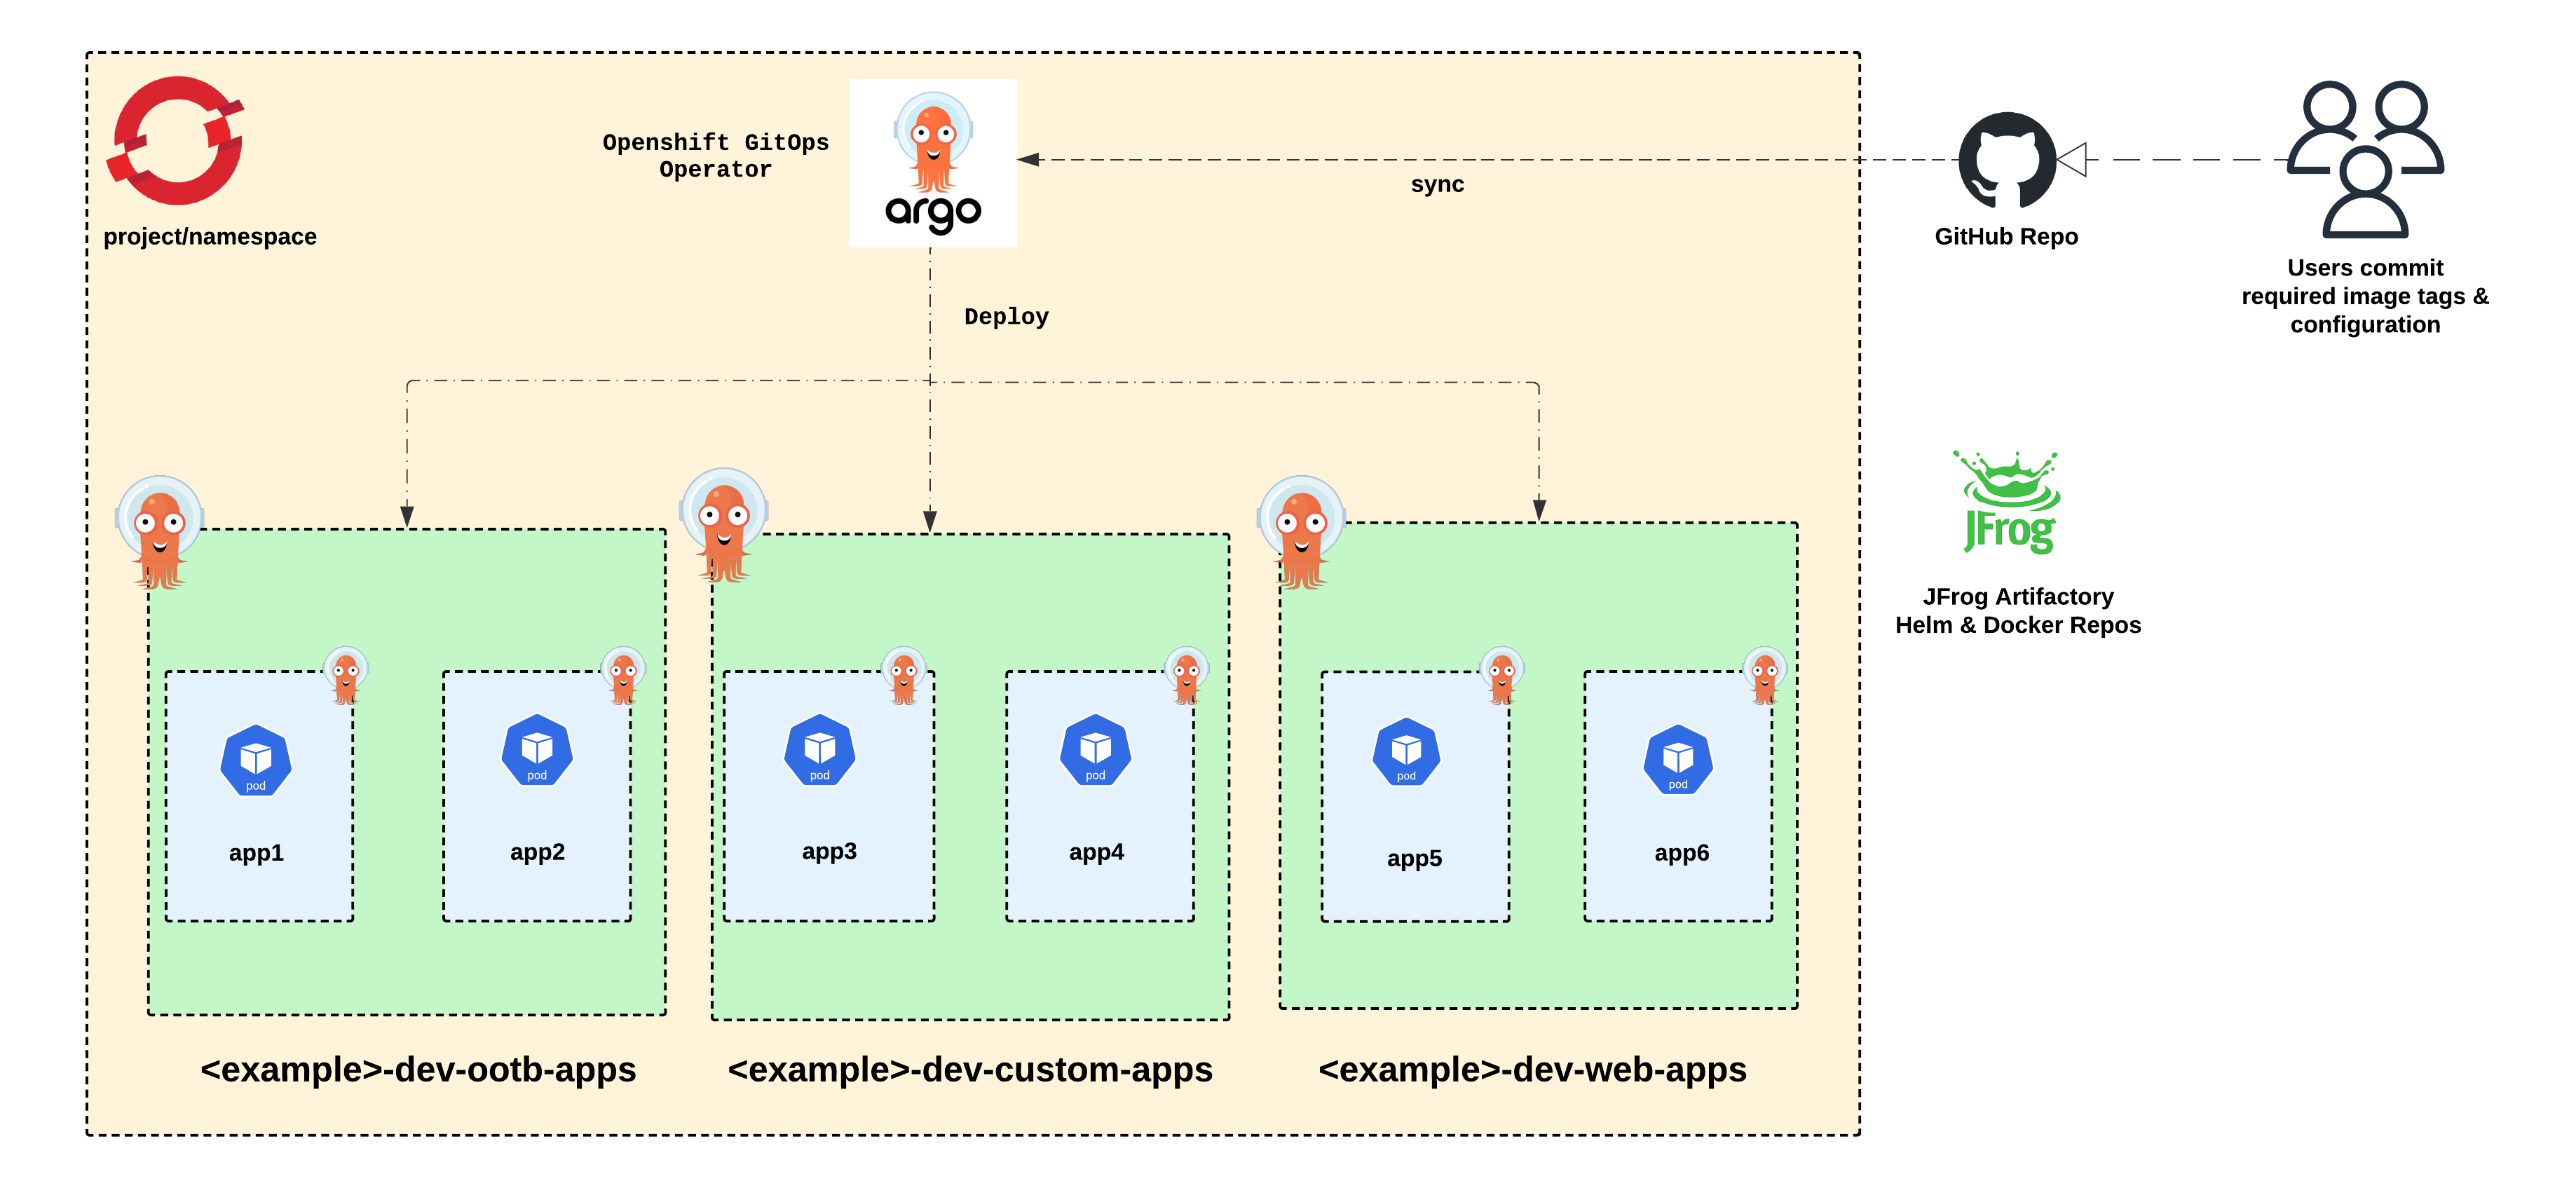 Openshift GitOps
Operator
argo
sync
project/namespace
GitHub Repo
Users commit
required image tags &
configuration
Deploy
JFrog
JFrog Artifactory
Helm & Docker Repos
pod
app1
pod
app2
pod
app3
pod
app4
pod
app5
pod
app6
<example>-dev-ootb-apps
<example>-dev-custom-apps
<example>-dev-web-apps